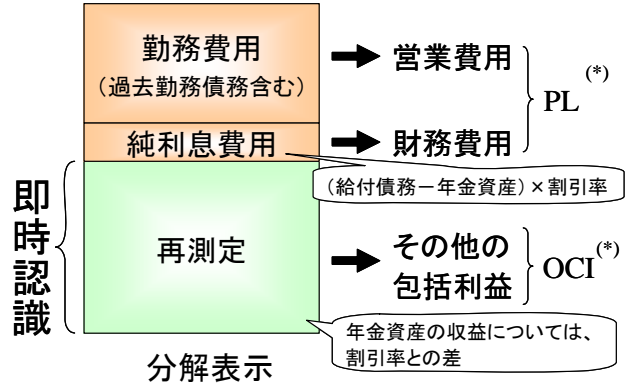 勤務費用
(過去勤務債務含む)
営業費用
PL(*)
純利息費用
財務費用
(給付債務－年金資産)×割引率
即時認識
再測定
その他の
包括利益
OCI(*)
年金資産の収益については、
割引率との差
分解表示